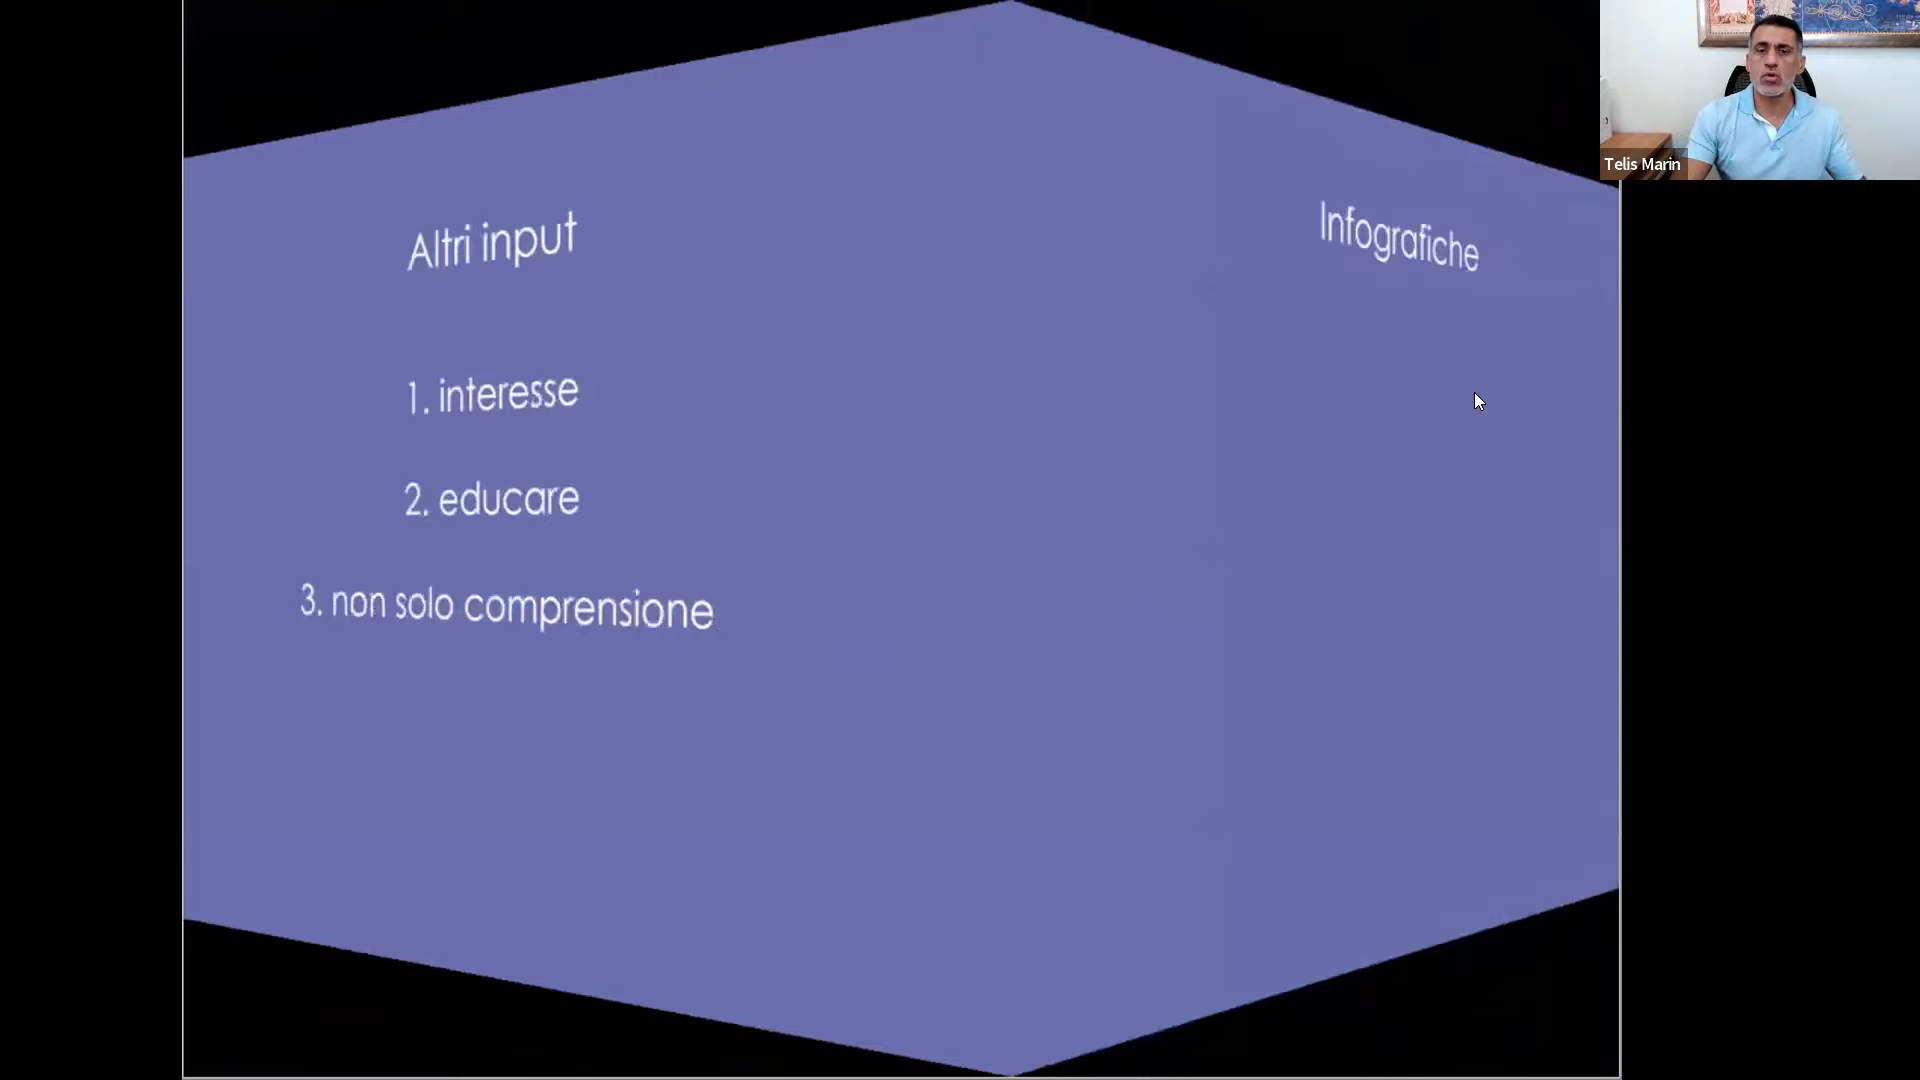 Altri input
1. interesse
2. educare
3. non solo comprensione
Infografiche
Telis Marin